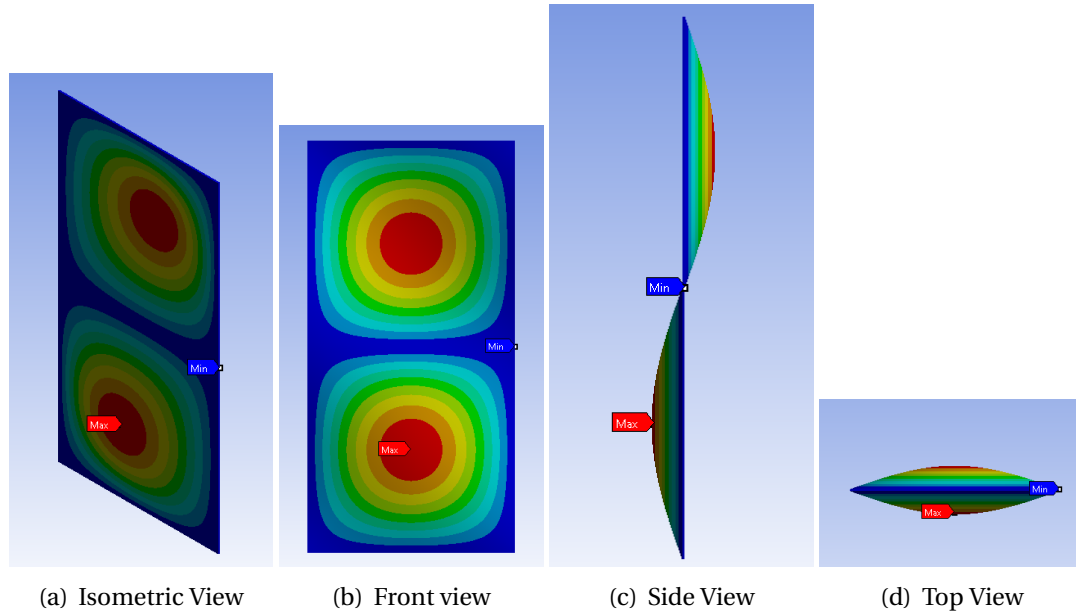 Min
Max
Min
Max
Min
Max
Min
Max
(a) Isometric View
(b) Front view
(c) Side View
(d) Top View